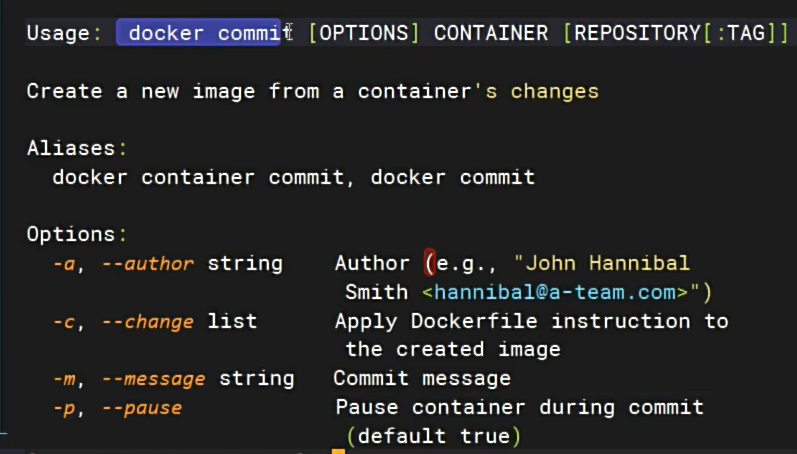 Usage: docker commit [OPTIONS] CONTAINER [REPOSITORY[:TAG]]
Create a new image from a container's changes
Aliases:
docker container commit, docker commit
Options:
-a, --author string Author (e.g., "John Hannibal
Smith <hannibal@a-team.com>")
-c, --change list Apply Dockerfile instruction to
the created image
-m, --message string Commit message
-p, --pause Pause container during commit
(default true)